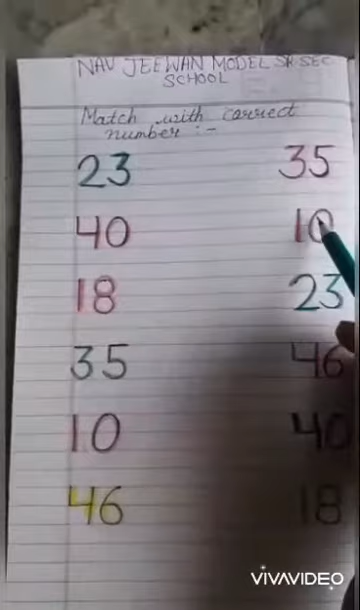 NAV JEEWAN MODEL SR SEC
SCHOOL
Match with correct
number :-
23 35
40 10
18 23
35 46
10 40
46 18
VIVAVIDEO